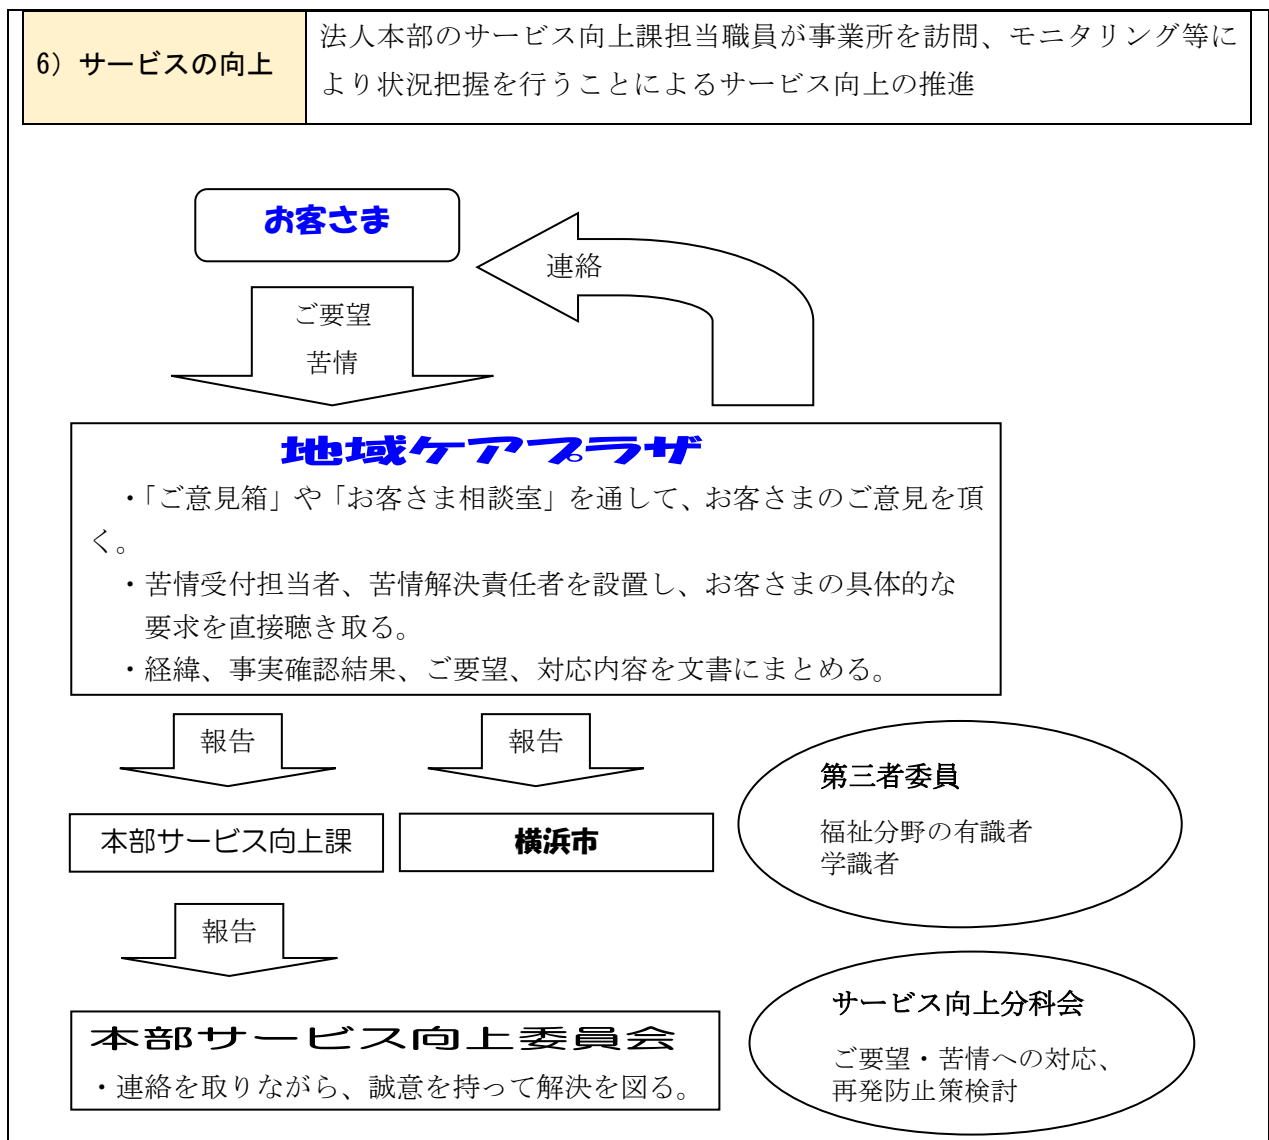 6）サービスの向上
法人本部のサービス向上課担当職員が事業所を訪問、モニタリング等に
より状況把握を行うことによるサービス向上の推進
お客さま
連絡
ご要望
苦情
地域ケアプラザ
・「ご意見箱」や「お客さま相談室」を通して、お客さまのご意見を頂
く。
・苦情受付担当者、苦情解決責任者を設置し、お客さまの具体的な
要求を直接聴き取る。
・経緯、事実確認結果、ご要望、対応内容を文書にまとめる。
報告
報告
本部サービス向上課
横浜市
第三者委員
福祉分野の有識者
学識者
報告
本部サービス向上委員会
・連絡を取りながら、誠意を持って解決を図る。
サービス向上分科会
ご要望・苦情への対応、
再発防止策検討